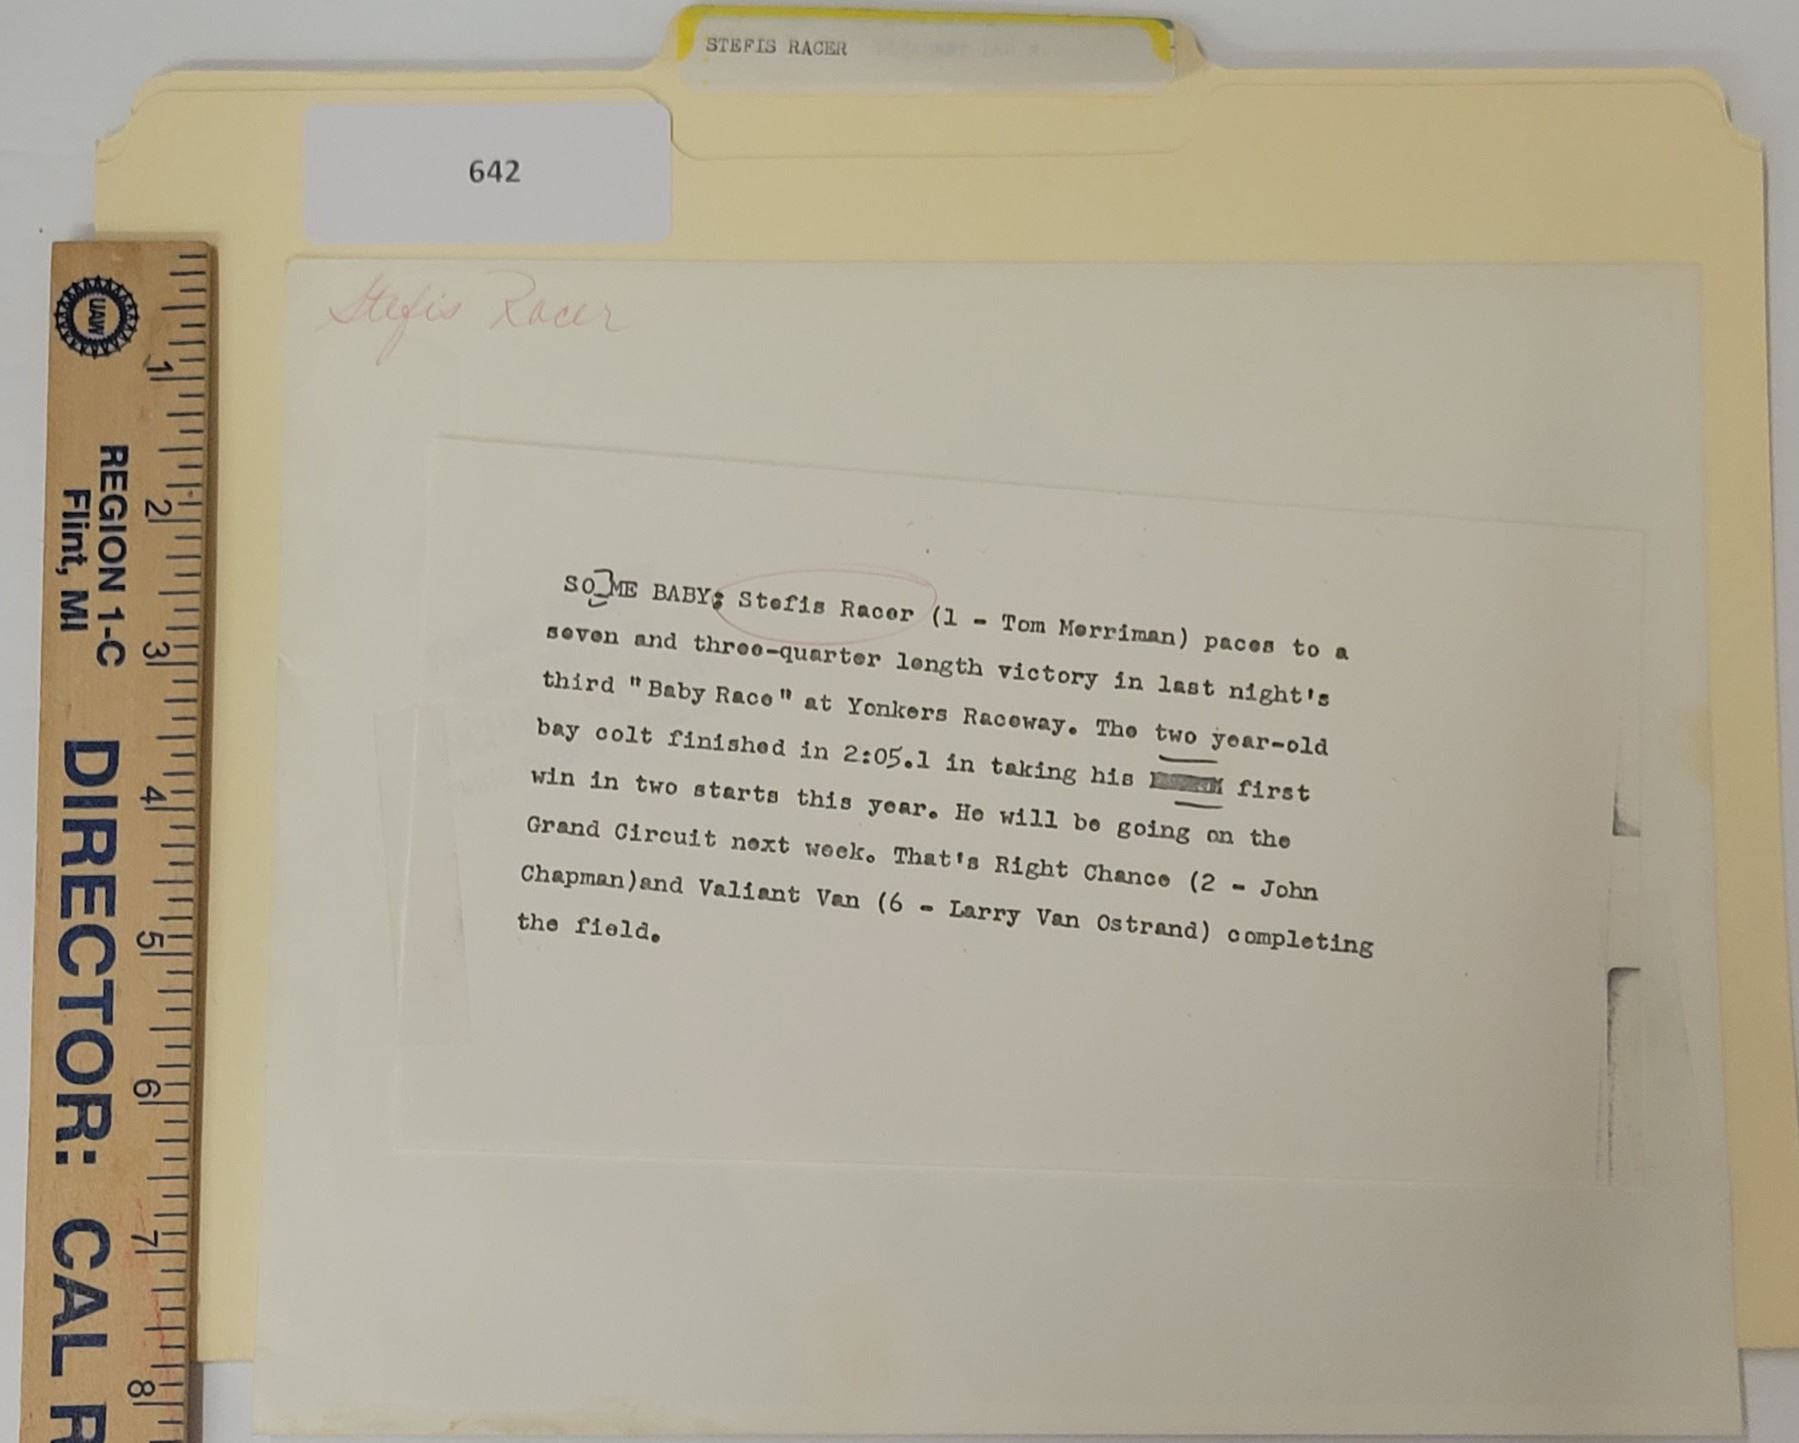 STEFIS RACER
642
Stefis Racer
SOME BABY: Stefis Racer (1 - Tom Merriman) paces to a
seven and three-quarter length victory in last night's
third "Baby Race" at Yonkers Raceway. The two year-old
bay colt finished in 2:05.1 in taking his first
win in two starts this year. He will be going on the
Grand Circuit next week. That's Right Chance (2 - John
Chapman)and Valiant Van (6 - Larry Van Ostrand) completing
the field.
UAW
REGION 1-C
Flint, MI
DIRECTOR: CAL R
1
2
3
4
5
6
7
8